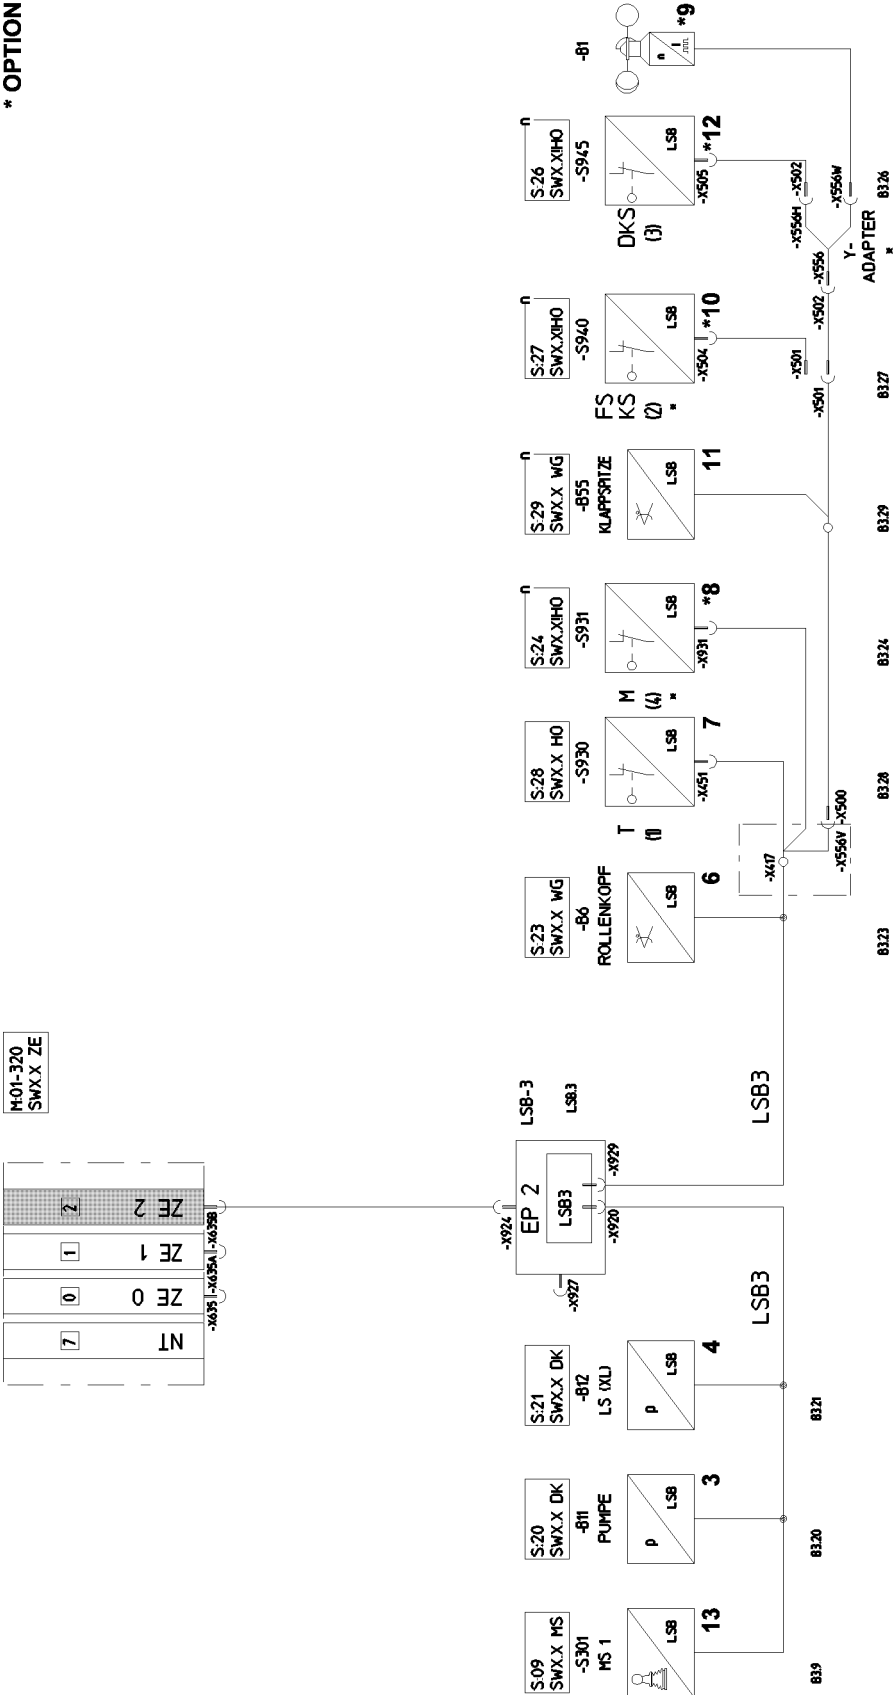 * OPTION
M:01-320
SWX.X ZE
7
NT
0
ZE 0
-X635
1
ZE 1
-X635A
2
ZE 2
-X635B
S:09
SWX.X MS
-S301
MS 1
LSB
13
B3.9
S:20
SWX.X DK
-B11
PUMPE
p
LSB
3
B3.20
S:21
SWX.X DK
-B12
LS (XL)
p
LSB
4
B3.21
-X927
-X924
EP 2
LSB3
-X920
-X929
LSB-3
LSB.3
LSB3
LSB3
S:23
SWX.X WG
-B6
ROLLENKOPF
LSB
6
B3.23
-X417
-X556V
-X500
S:28
SWX.X HO
-S930
T
(1)
LSB
-X451
7
B3.28
n
S:24
SWX.X!HO
-S931
M
(4)
*
LSB
-X931
*8
B3.24
n
S:29
SWX.X WG
-B55
KLAPPSPITZE
LSB
11
B3.29
n
S:27
SWX.X!HO
-S940
FS
KS
(2)
*
LSB
-X504
*10
-X501
-X501
B3.27
n
S:26
SWX.X!HO
-S945
DKS
(3)
LSB
-X505
*12
-X502
-X556H
-X556W
-X556
-X502
Y-
ADAPTER
*
B3.26
-B1
n
I
*9